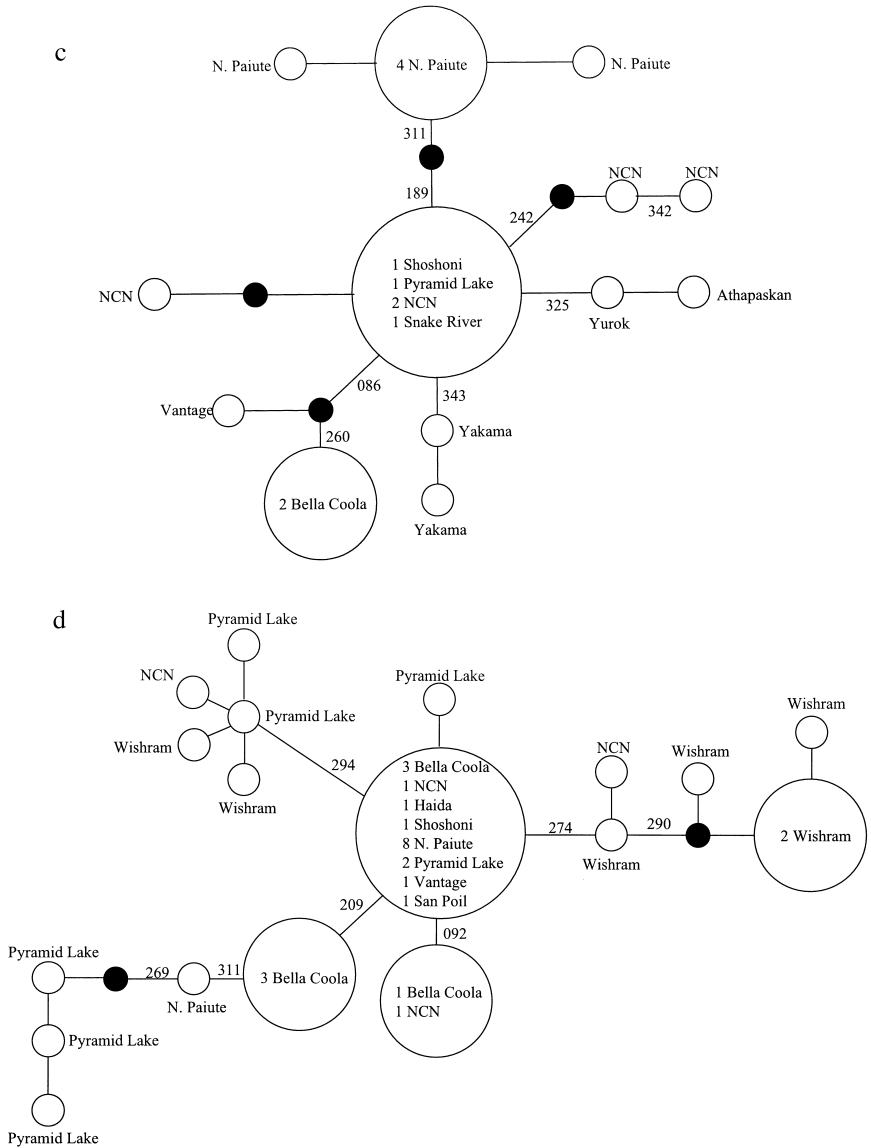 c
N. Paiute
4 N. Paiute
N. Paiute
311
189
NCN
NCN
242
342
1 Shoshoni
1 Pyramid Lake
2 NCN
1 Snake River
NCN
325
Yurok
Athapaskan
086
343
Vantage
Yakama
260
2 Bella Coola
Yakama
d
Pyramid Lake
NCN
Pyramid Lake
Wishram
Wishram
294
Pyramid Lake
3 Bella Coola
1 NCN
1 Haida
1 Shoshoni
8 N. Paiute
2 Pyramid Lake
1 Vantage
1 San Poil
274
NCN
Wishram
290
Wishram
Wishram
2 Wishram
209
092
Pyramid Lake
269
311
N. Paiute
3 Bella Coola
1 Bella Coola
1 NCN
Pyramid Lake
Pyramid Lake